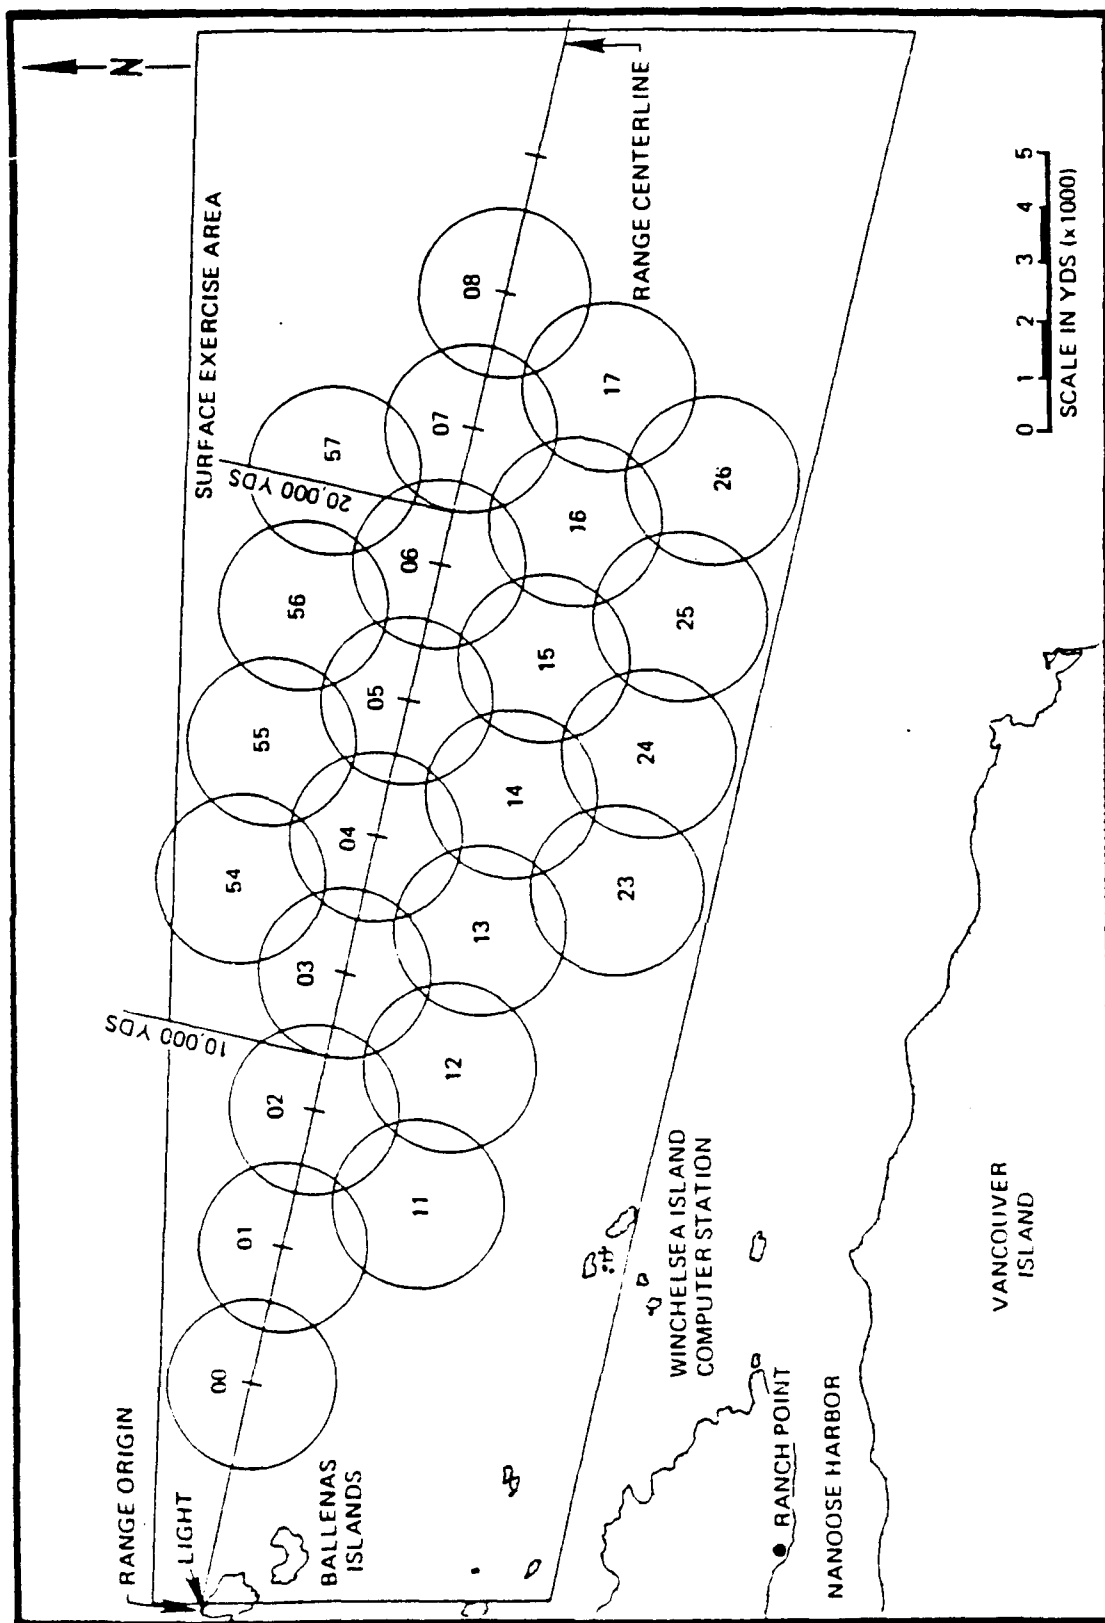 N
SURFACE EXERCISE AREA
RANGE ORIGIN
LIGHT
BALLENAS
ISLANDS
10,000 YDS
20,000 YDS
RANGE CENTERLINE
54
55
56
57
00
01
02
03
04
05
06
07
08
11
12
13
14
15
16
17
23
24
25
26
WINCHELSEA ISLAND
COMPUTER STATION
RANCH POINT
NANOOSE HARBOR
VANCOUVER
ISLAND
0 1 2 3 4 5
SCALE IN YDS (x1000)